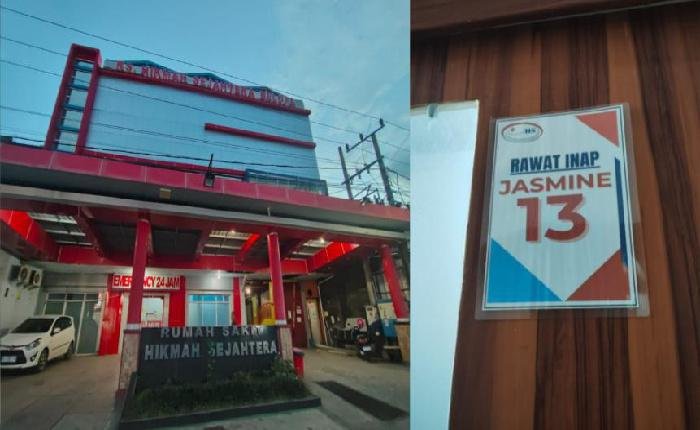 RS HIKMAH SEJAHTERA
EMERGENCY 24 JAM
RUMAH SAKIT
HIKMAH SEJAHTERA
RAWAT INAP
JASMINE
13